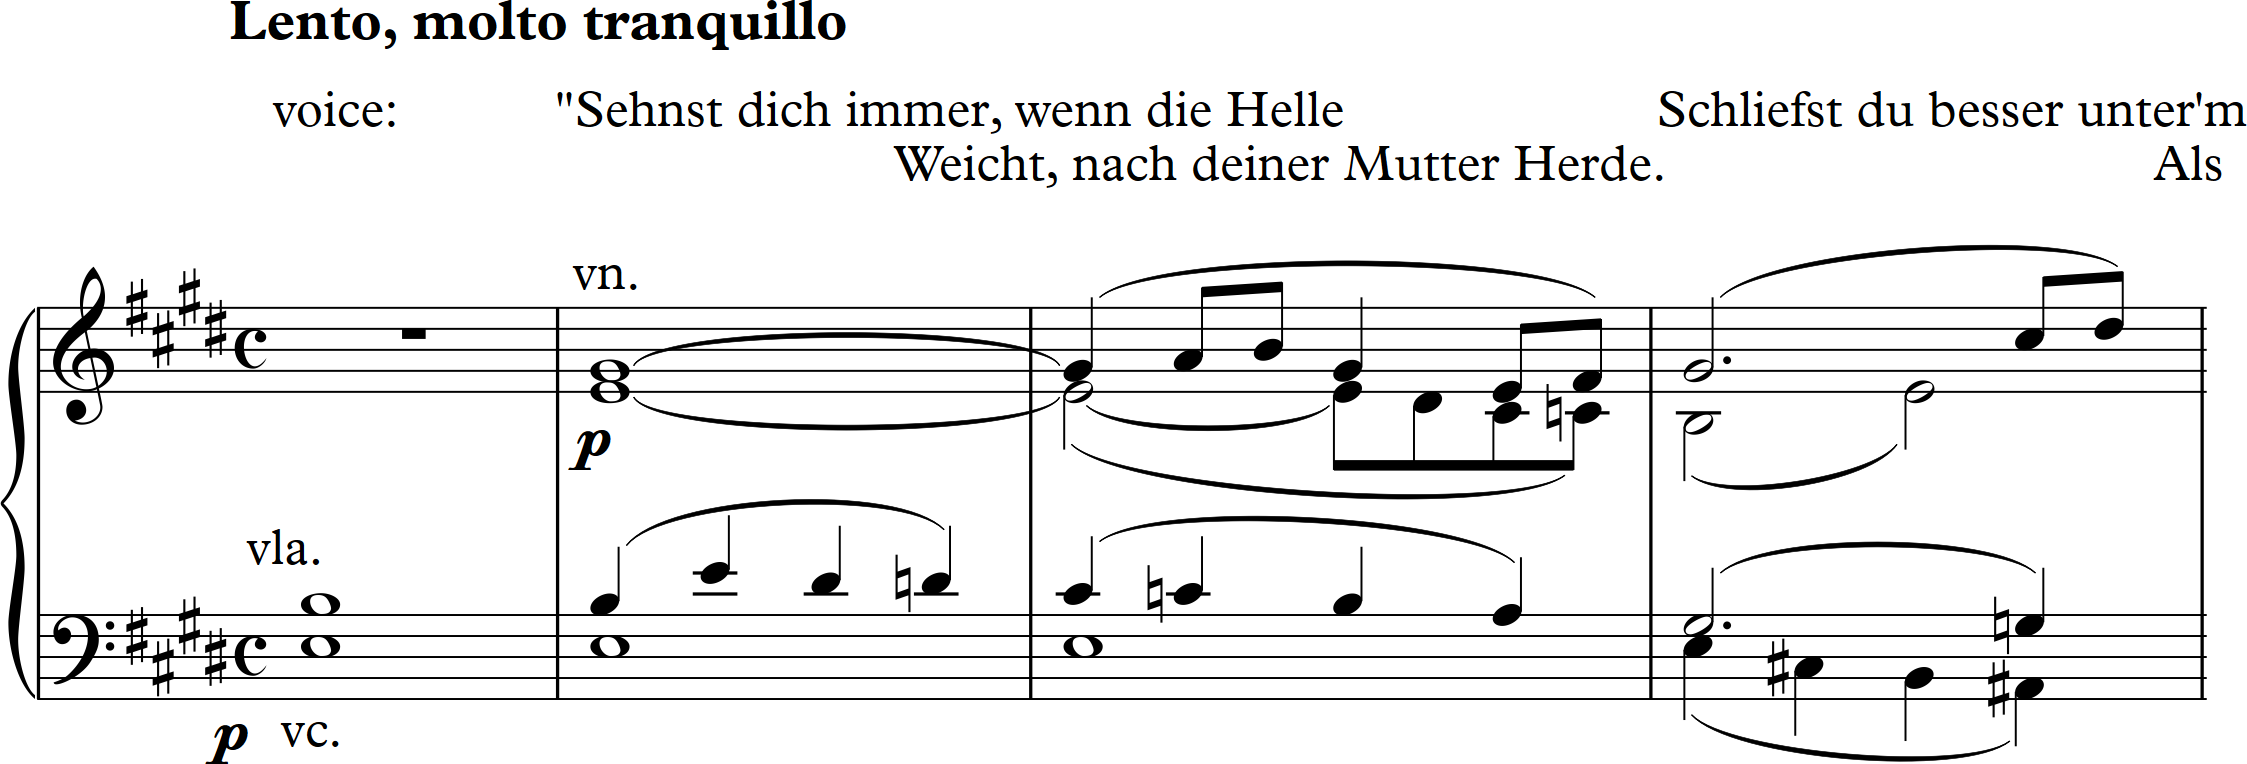 Lento, molto tranquillo
voice: "Sehnst dich immer, wenn die Helle Schliefst du besser unter'm
Weicht, nach deiner Mutter Herde. Als
vn.
p
vla.
p vc.